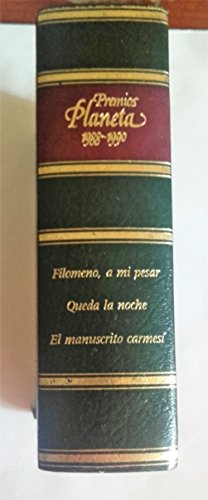 Premios
Planeta
1988-1990
Filomeno, a mi pesar
Queda la noche
El manuscrito carmesí